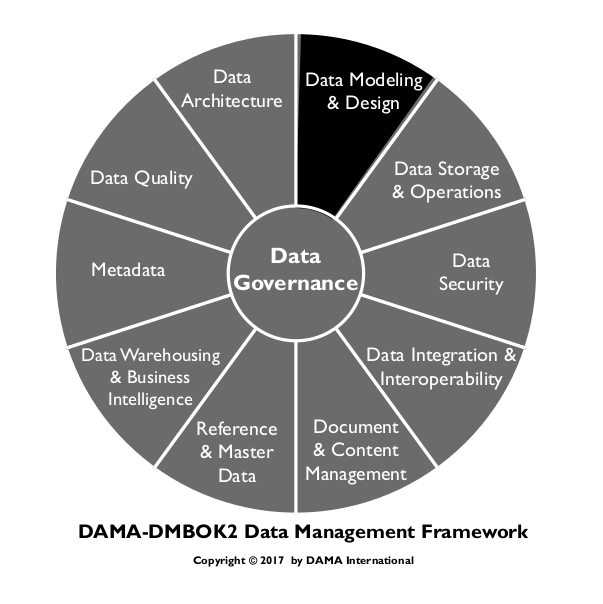 Data
Architecture
Data Modeling
& Design
Data Storage
& Operations
Data
Security
Data Integration &
Interoperability
Document
& Content
Management
Reference
& Master
Data
Data Warehousing
& Business
Intelligence
Metadata
Data Quality
Data
Governance
DAMA-DMBOK2 Data Management Framework
Copyright © 2017 by DAMA International